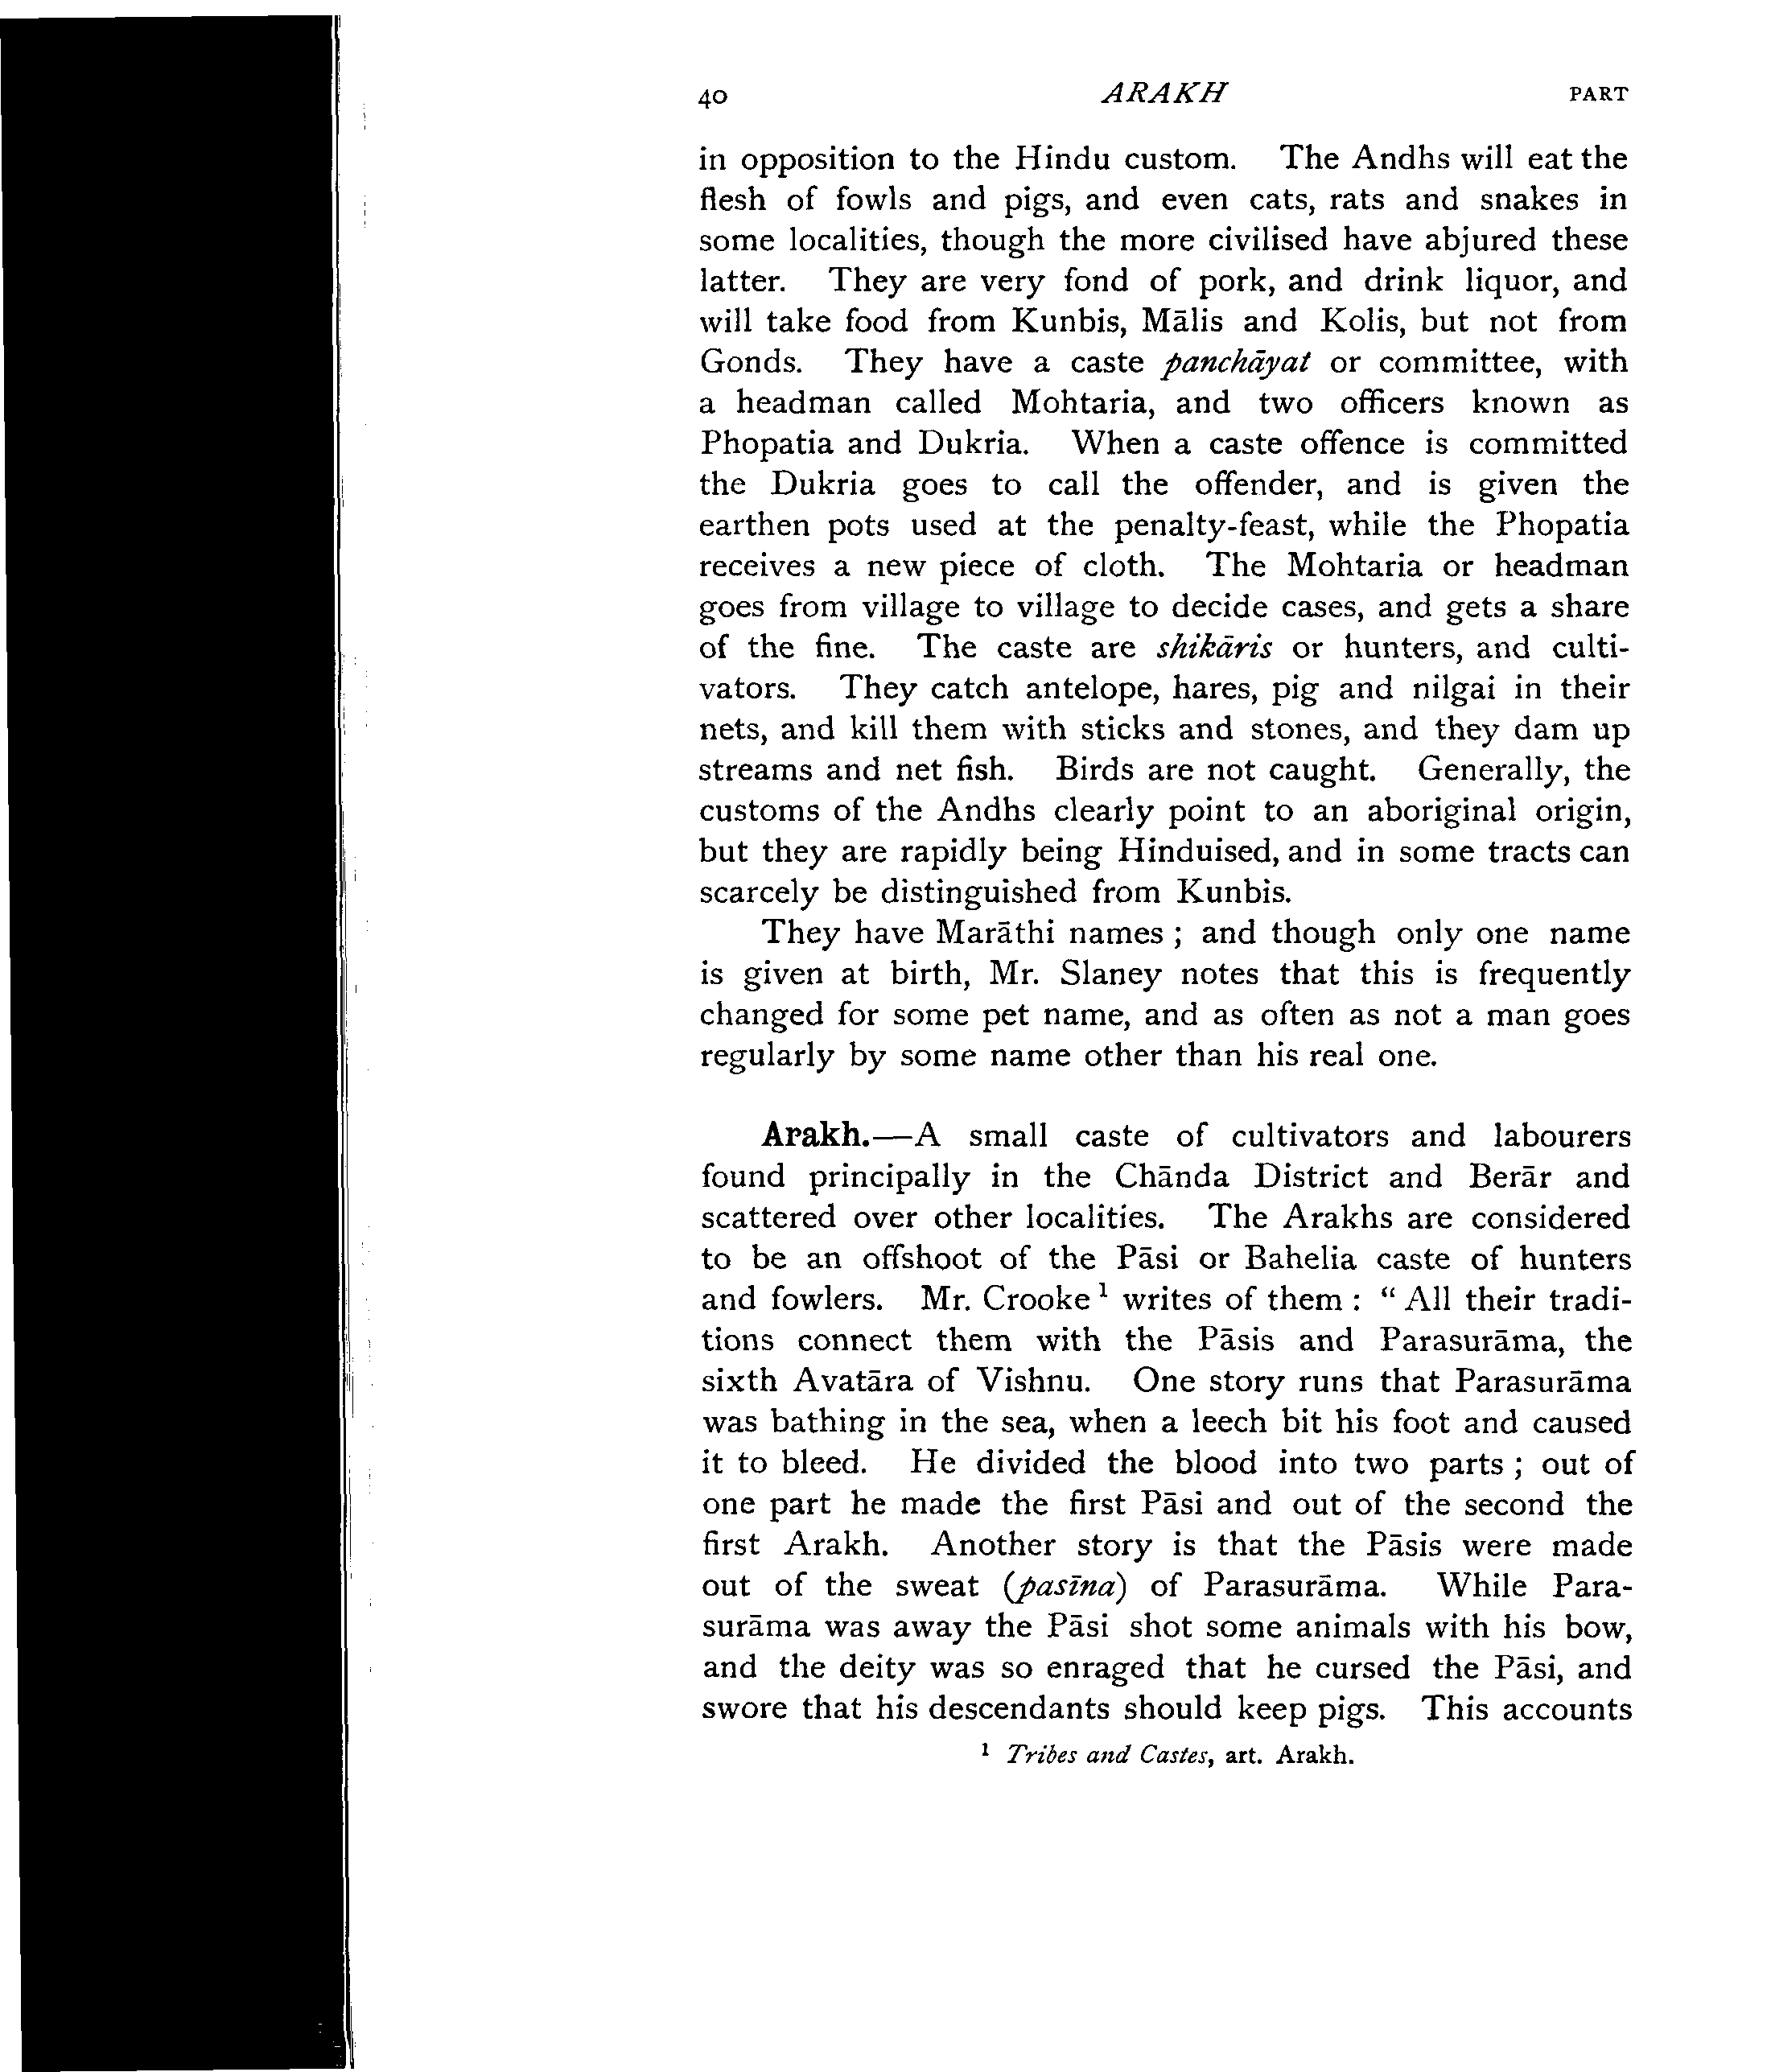 40 ARAKH PART
in opposition to the Hindu custom. The Andhs will eat the
flesh of fowls and pigs, and even cats, rats and snakes in
some localities, though the more civilised have abjured these
latter. They are very fond of pork, and drink liquor, and
will take food from Kunbis, Mālis and Kolis, but not from
Gonds. They have a caste panchāyat or committee, with
a headman called Mohtaria, and two officers known as
Phopatia and Dukria. When a caste offence is committed
the Dukria goes to call the offender, and is given the
earthen pots used at the penalty-feast, while the Phopatia
receives a new piece of cloth. The Mohtaria or headman
goes from village to village to decide cases, and gets a share
of the fine. The caste are shikāris or hunters, and culti-
vators. They catch antelope, hares, pig and nilgai in their
nets, and kill them with sticks and stones, and they dam up
streams and net fish. Birds are not caught. Generally, the
customs of the Andhs clearly point to an aboriginal origin,
but they are rapidly being Hinduised, and in some tracts can
scarcely be distinguished from Kunbis.
They have Marāthi names ; and though only one name
is given at birth, Mr. Slaney notes that this is frequently
changed for some pet name, and as often as not a man goes
regularly by some name other than his real one.
Arakh.—A small caste of cultivators and labourers
found principally in the Chānda District and Berār and
scattered over other localities. The Arakhs are considered
to be an offshoot of the Pāsi or Bahelia caste of hunters
and fowlers. Mr. Crooke ¹ writes of them : “ All their tradi-
tions connect them with the Pāsis and Parasurāma, the
sixth Avatāra of Vishnu. One story runs that Parasurāma
was bathing in the sea, when a leech bit his foot and caused
it to bleed. He divided the blood into two parts ; out of
one part he made the first Pāsi and out of the second the
first Arakh. Another story is that the Pāsis were made
out of the sweat (pasīna) of Parasurāma. While Para-
surāma was away the Pāsi shot some animals with his bow,
and the deity was so enraged that he cursed the Pāsi, and
swore that his descendants should keep pigs. This accounts
¹ Tribes and Castes, art. Arakh.